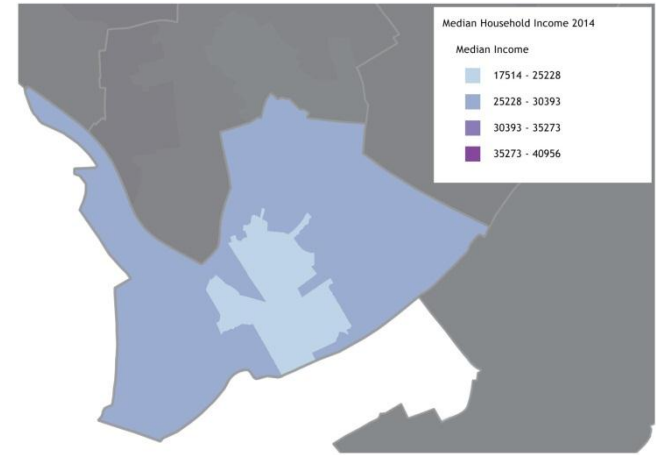 Median Household Income 2014
Median Income
17514 - 25228
25228 - 30393
30393 - 35273
35273 - 40956